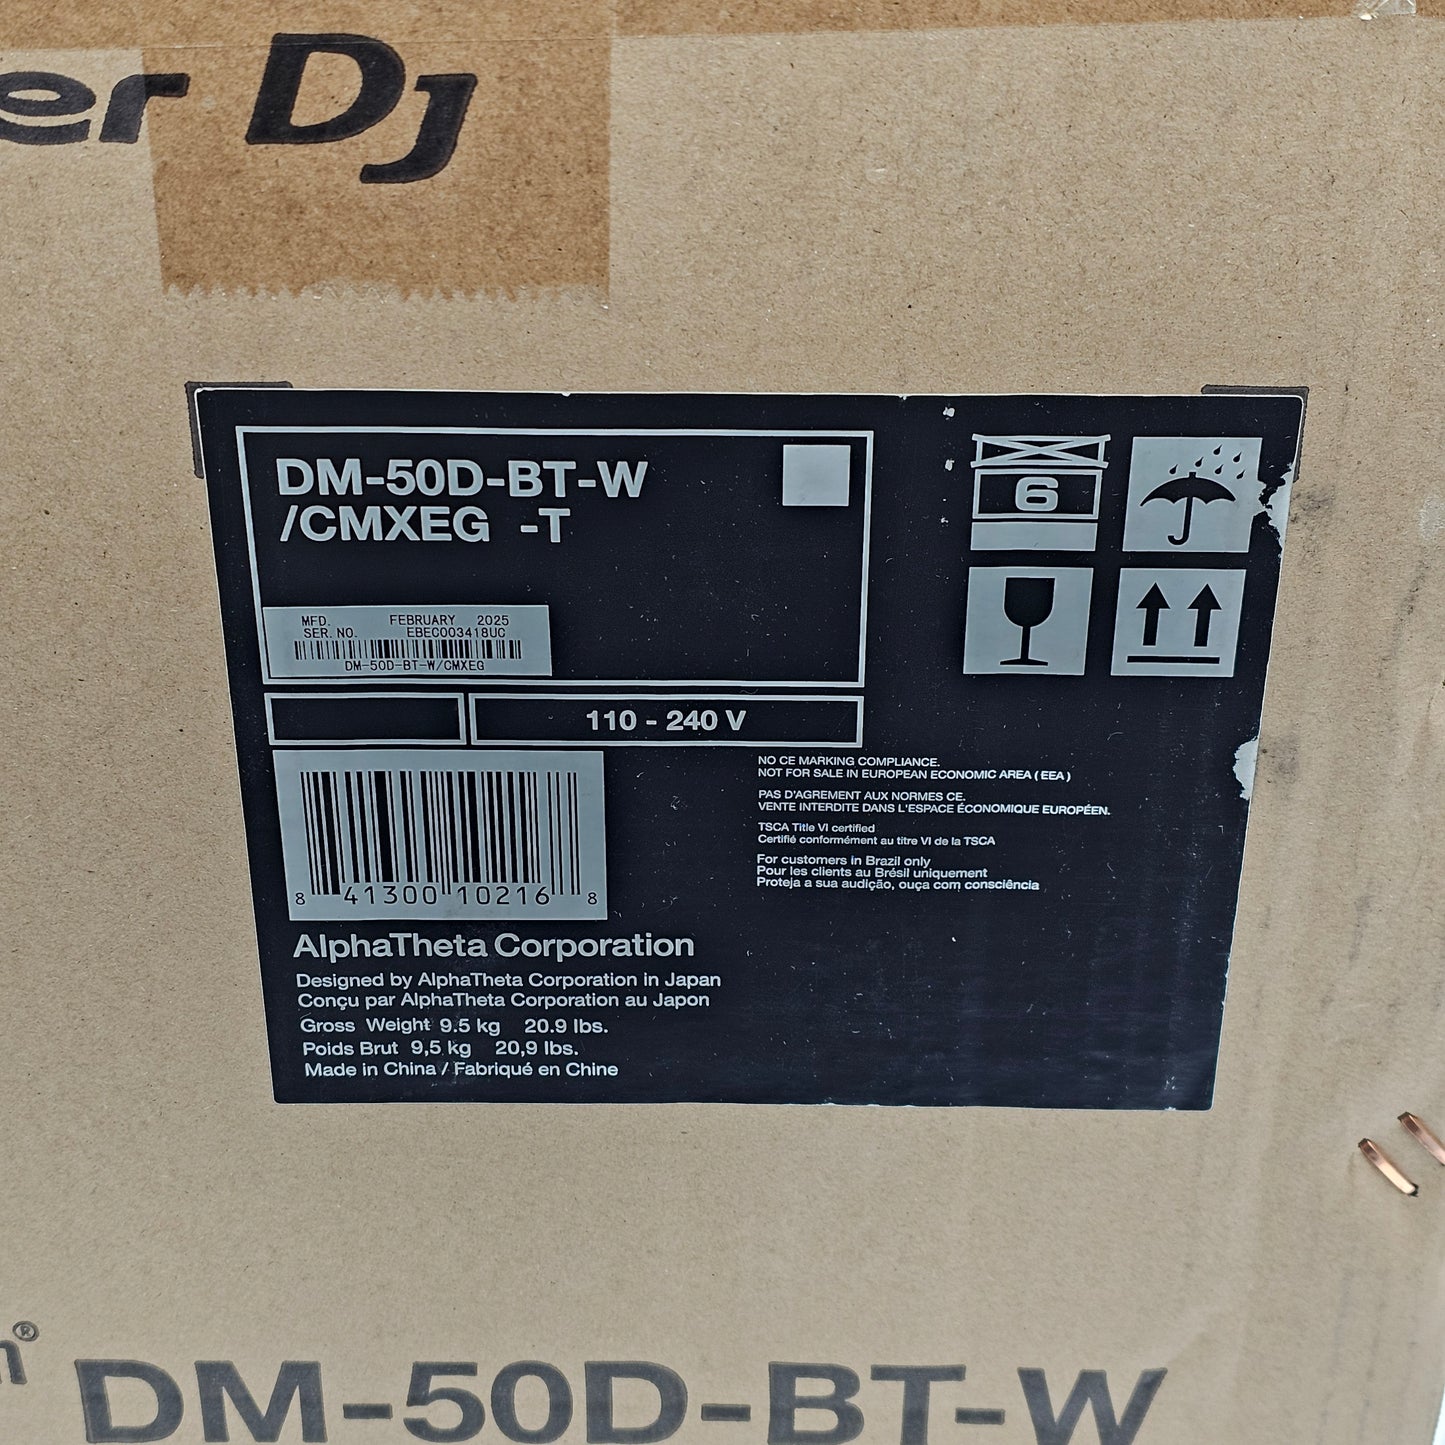 er DJ
DM-50D-BT-W
/CMXEG -T
6
MFD. FEBRUARY 2025
SER. NO. EBEC003418UC
DM-50D-BT-W/CMXEG
110 - 240 V
8 41300 10216 8
NO CE MARKING COMPLIANCE.
NOT FOR SALE IN EUROPEAN ECONOMIC AREA ( EEA )
PAS D'AGREMENT AUX NORMES CE.
VENTE INTERDITE DANS L'ESPACE ÉCONOMIQUE EUROPÉEN.
TSCA Title VI certified
Certifié conformément au titre VI de la TSCA
For customers in Brazil only
Pour les clients au Brésil uniquement
Proteja a sua audição, ouça com consciência
AlphaTheta Corporation
Designed by AlphaTheta Corporation in Japan
Conçu par AlphaTheta Corporation au Japon
Gross Weight 9.5 kg 20.9 lbs.
Poids Brut 9,5 kg 20,9 lbs.
Made in China / Fabriqué en Chine
DM-50D-BT-W